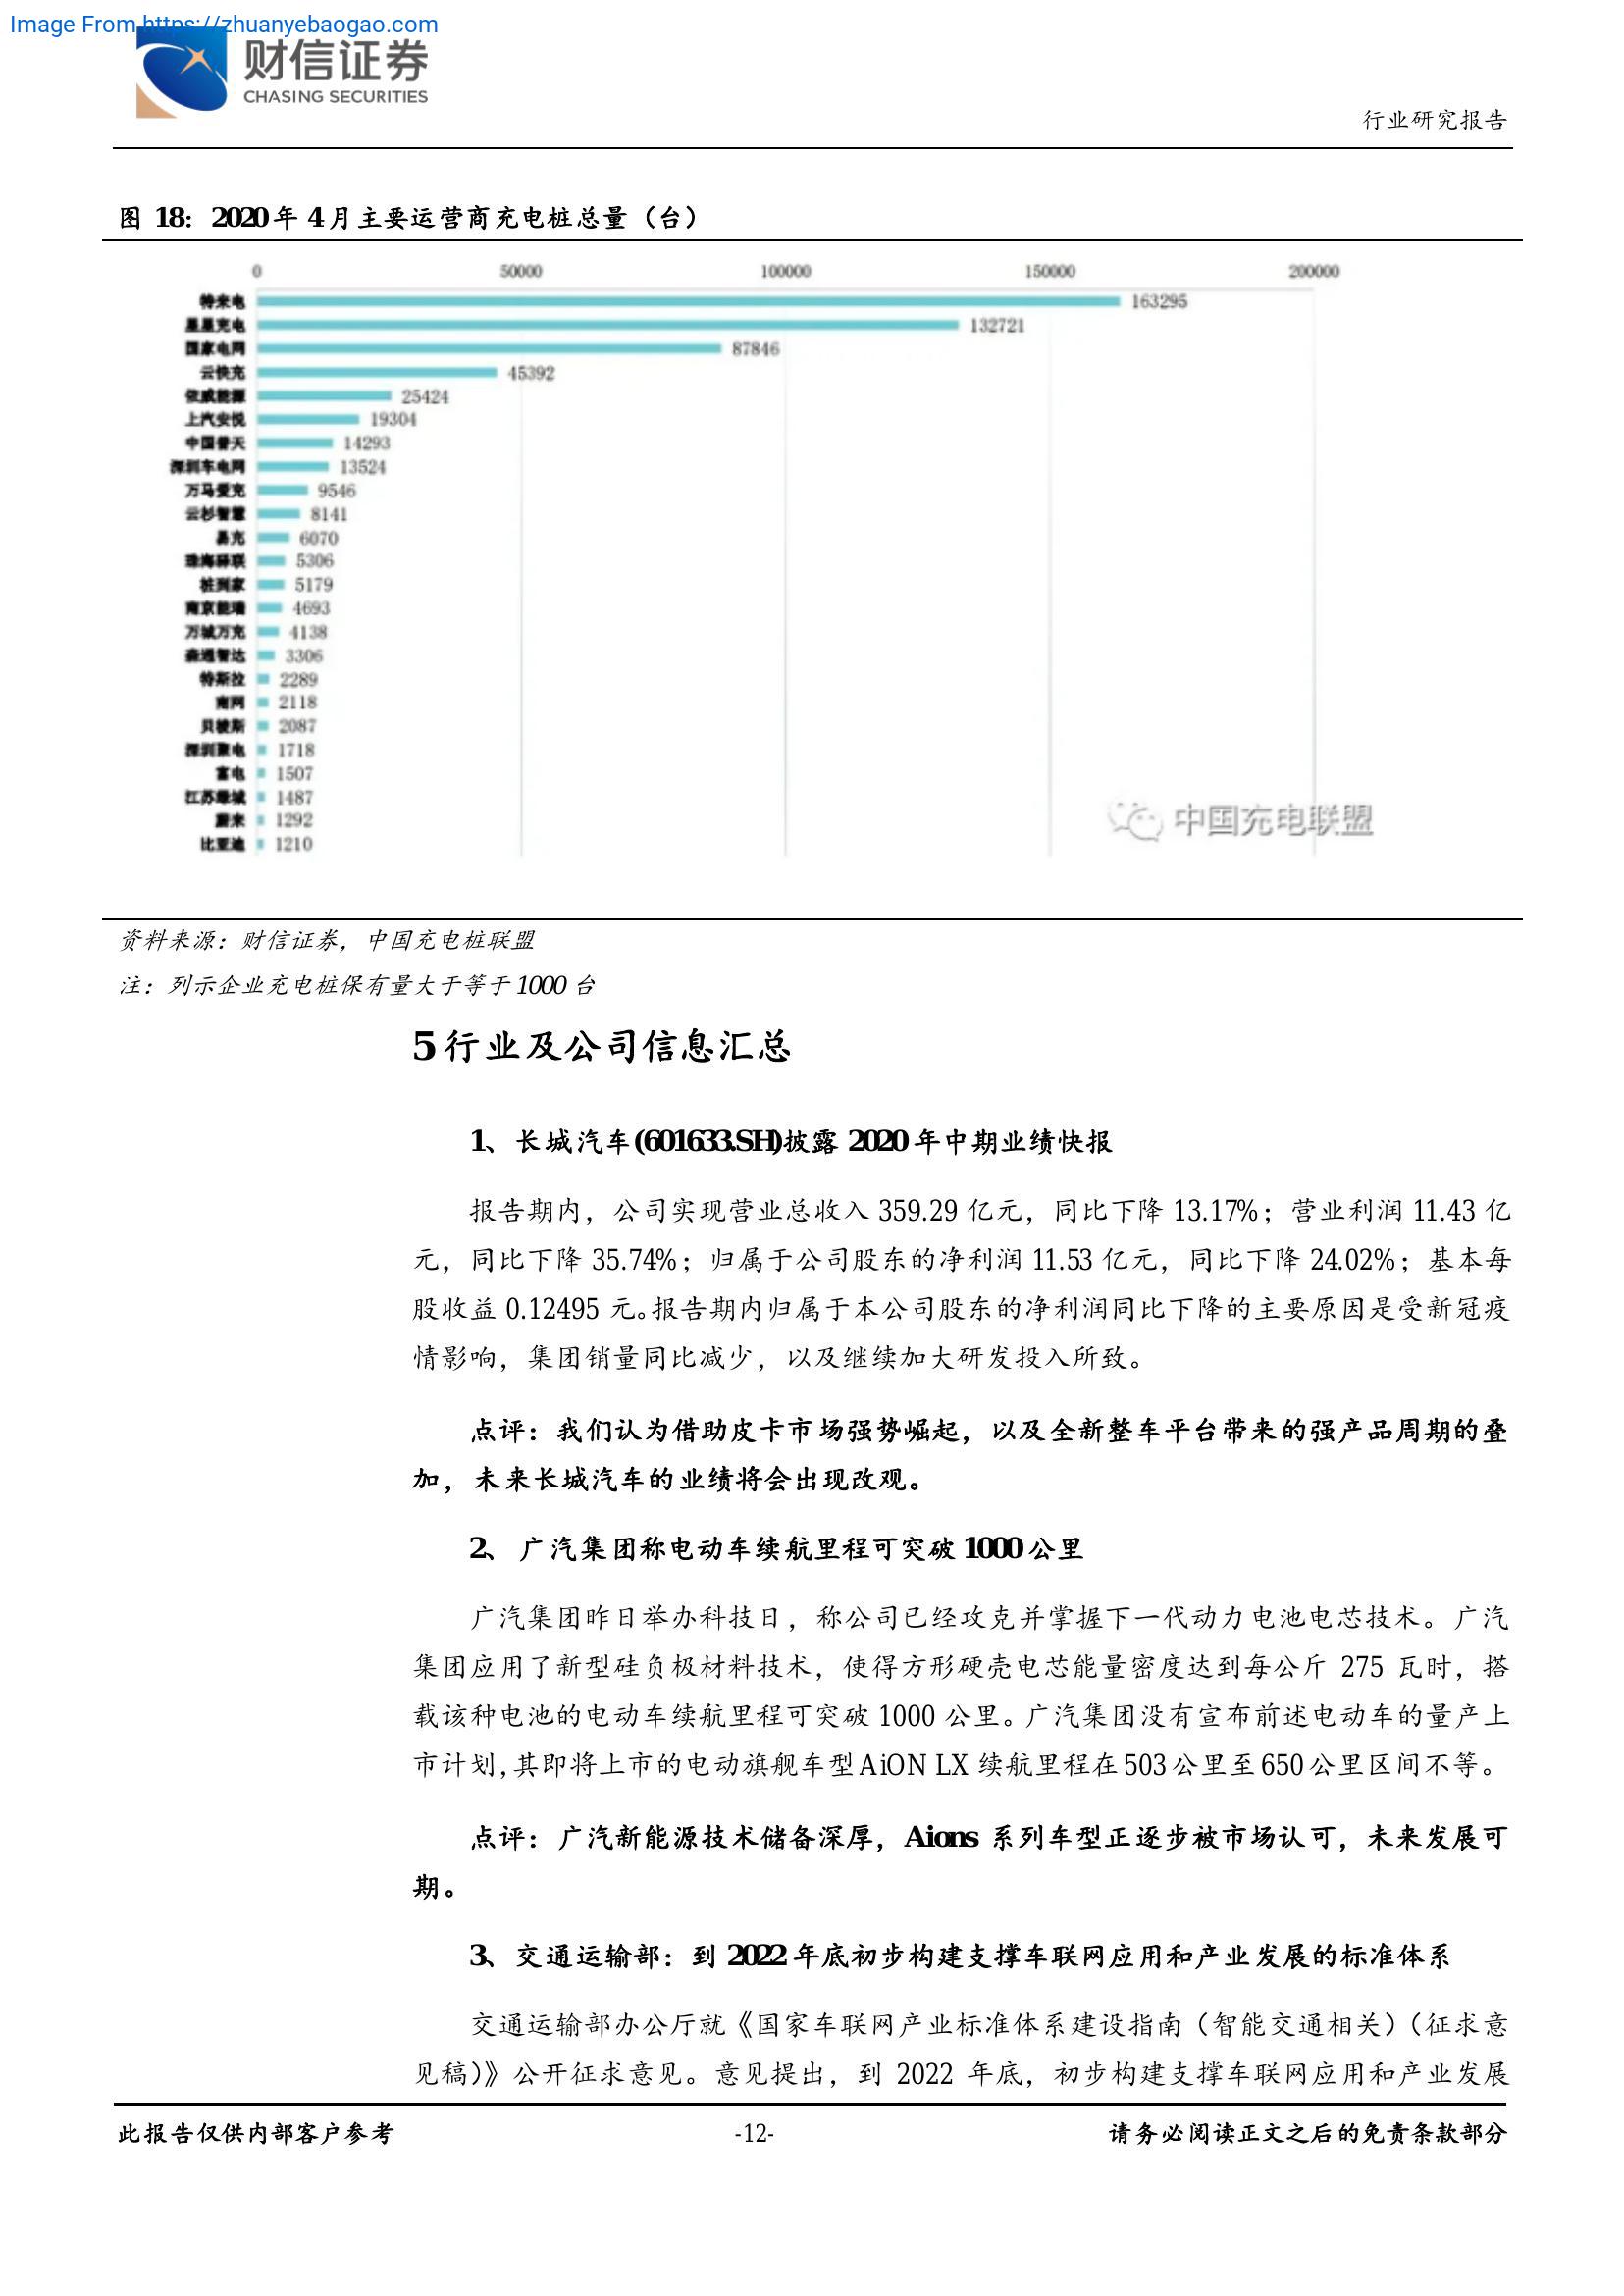 Image From https://zhuanyebaogao.com
财信证券
CHASING SECURITIES
行业研究报告
图 18：2020年 4月主要运营商充电桩总量（台）
0 50000 100000 150000 200000
特来电 163295
星星充电 132721
国家电网 87846
云快充 45392
依威能源 25424
上汽安悦 19304
中国普天 14293
深圳车电网 13524
万马爱充 9546
云杉智慧 8141
易充 6070
珠海驿联 5306
桩到家 5179
南京能瑞 4693
万城万充 4138
森通智达 3306
特斯拉 2289
南网 2118
贝能斯 2087
深圳聚电 1718
富电 1507
江苏绿城 1487
蔚来 1292
比亚迪 1210
中国充电联盟
资料来源：财信证券，中国充电桩联盟
注：列示企业充电桩保有量大于等于1000 台
5 行业及公司信息汇总
1、长城汽车(601633.SH)披露 2020 年中期业绩快报
报告期内，公司实现营业总收入 359.29 亿元，同比下降 13.17%；营业利润 11.43 亿
元，同比下降 35.74%；归属于公司股东的净利润 11.53 亿元，同比下降 24.02%；基本每
股收益 0.12495 元。报告期内归属于本公司股东的净利润同比下降的主要原因是受新冠疫
情影响，集团销量同比减少，以及继续加大研发投入所致。
点评：我们认为借助皮卡市场强势崛起，以及全新整车平台带来的强产品周期的叠
加，未来长城汽车的业绩将会出现改观。
2、广汽集团称电动车续航里程可突破 1000 公里
广汽集团昨日举办科技日，称公司已经攻克并掌握下一代动力电池电芯技术。广汽
集团应用了新型硅负极材料技术，使得方形硬壳电芯能量密度达到每公斤 275 瓦时，搭
载该种电池的电动车续航里程可突破 1000 公里。广汽集团没有宣布前述电动车的量产上
市计划，其即将上市的电动旗舰车型 AiON LX 续航里程在 503 公里至 650 公里区间不等。
点评：广汽新能源技术储备深厚，Aions 系列车型正逐步被市场认可，未来发展可
期。
3、交通运输部：到 2022 年底初步构建支撑车联网应用和产业发展的标准体系
交通运输部办公厅就《国家车联网产业标准体系建设指南（智能交通相关）（征求意
见稿）》公开征求意见。意见提出，到 2022 年底，初步构建支撑车联网应用和产业发展
此报告仅供内部客户参考 -12- 请务必阅读正文之后的免责条款部分